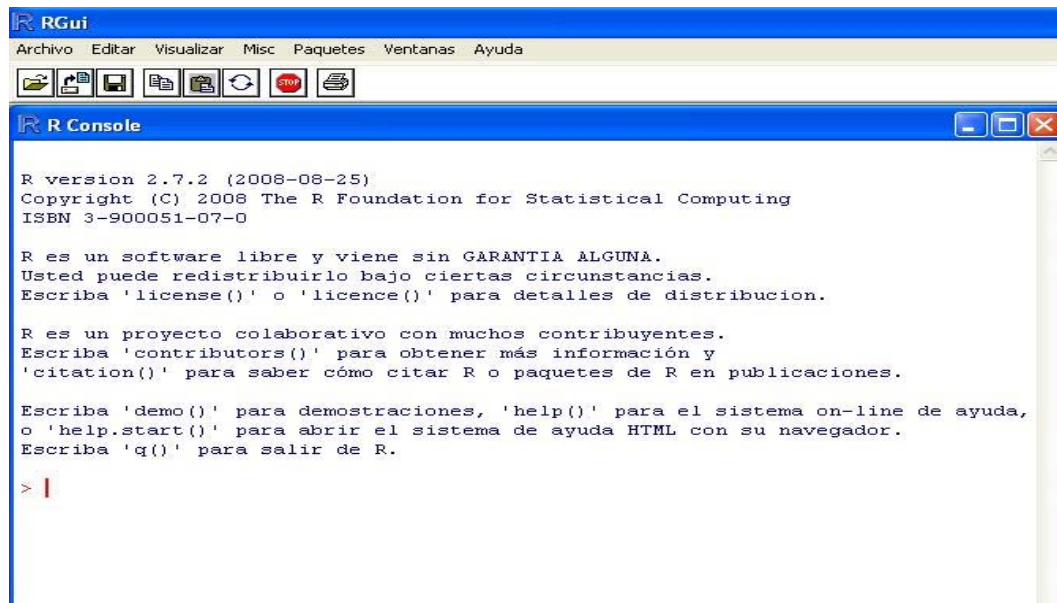 RGui
Archivo Editar Visualizar Misc Paquetes Ventanas Ayuda
STOP
R Console
R version 2.7.2 (2008-08-25)
Copyright (C) 2008 The R Foundation for Statistical Computing
ISBN 3-900051-07-0
R es un software libre y viene sin GARANTIA ALGUNA.
Usted puede redistribuirlo bajo ciertas circunstancias.
Escriba 'license()' o 'licence()' para detalles de distribucion.
R es un proyecto colaborativo con muchos contribuyentes.
Escriba 'contributors()' para obtener más información y
'citation()' para saber cómo citar R o paquetes de R en publicaciones.
Escriba 'demo()' para demostraciones, 'help()' para el sistema on-line de ayuda,
o 'help.start()' para abrir el sistema de ayuda HTML con su navegador.
Escriba 'q()' para salir de R.
>